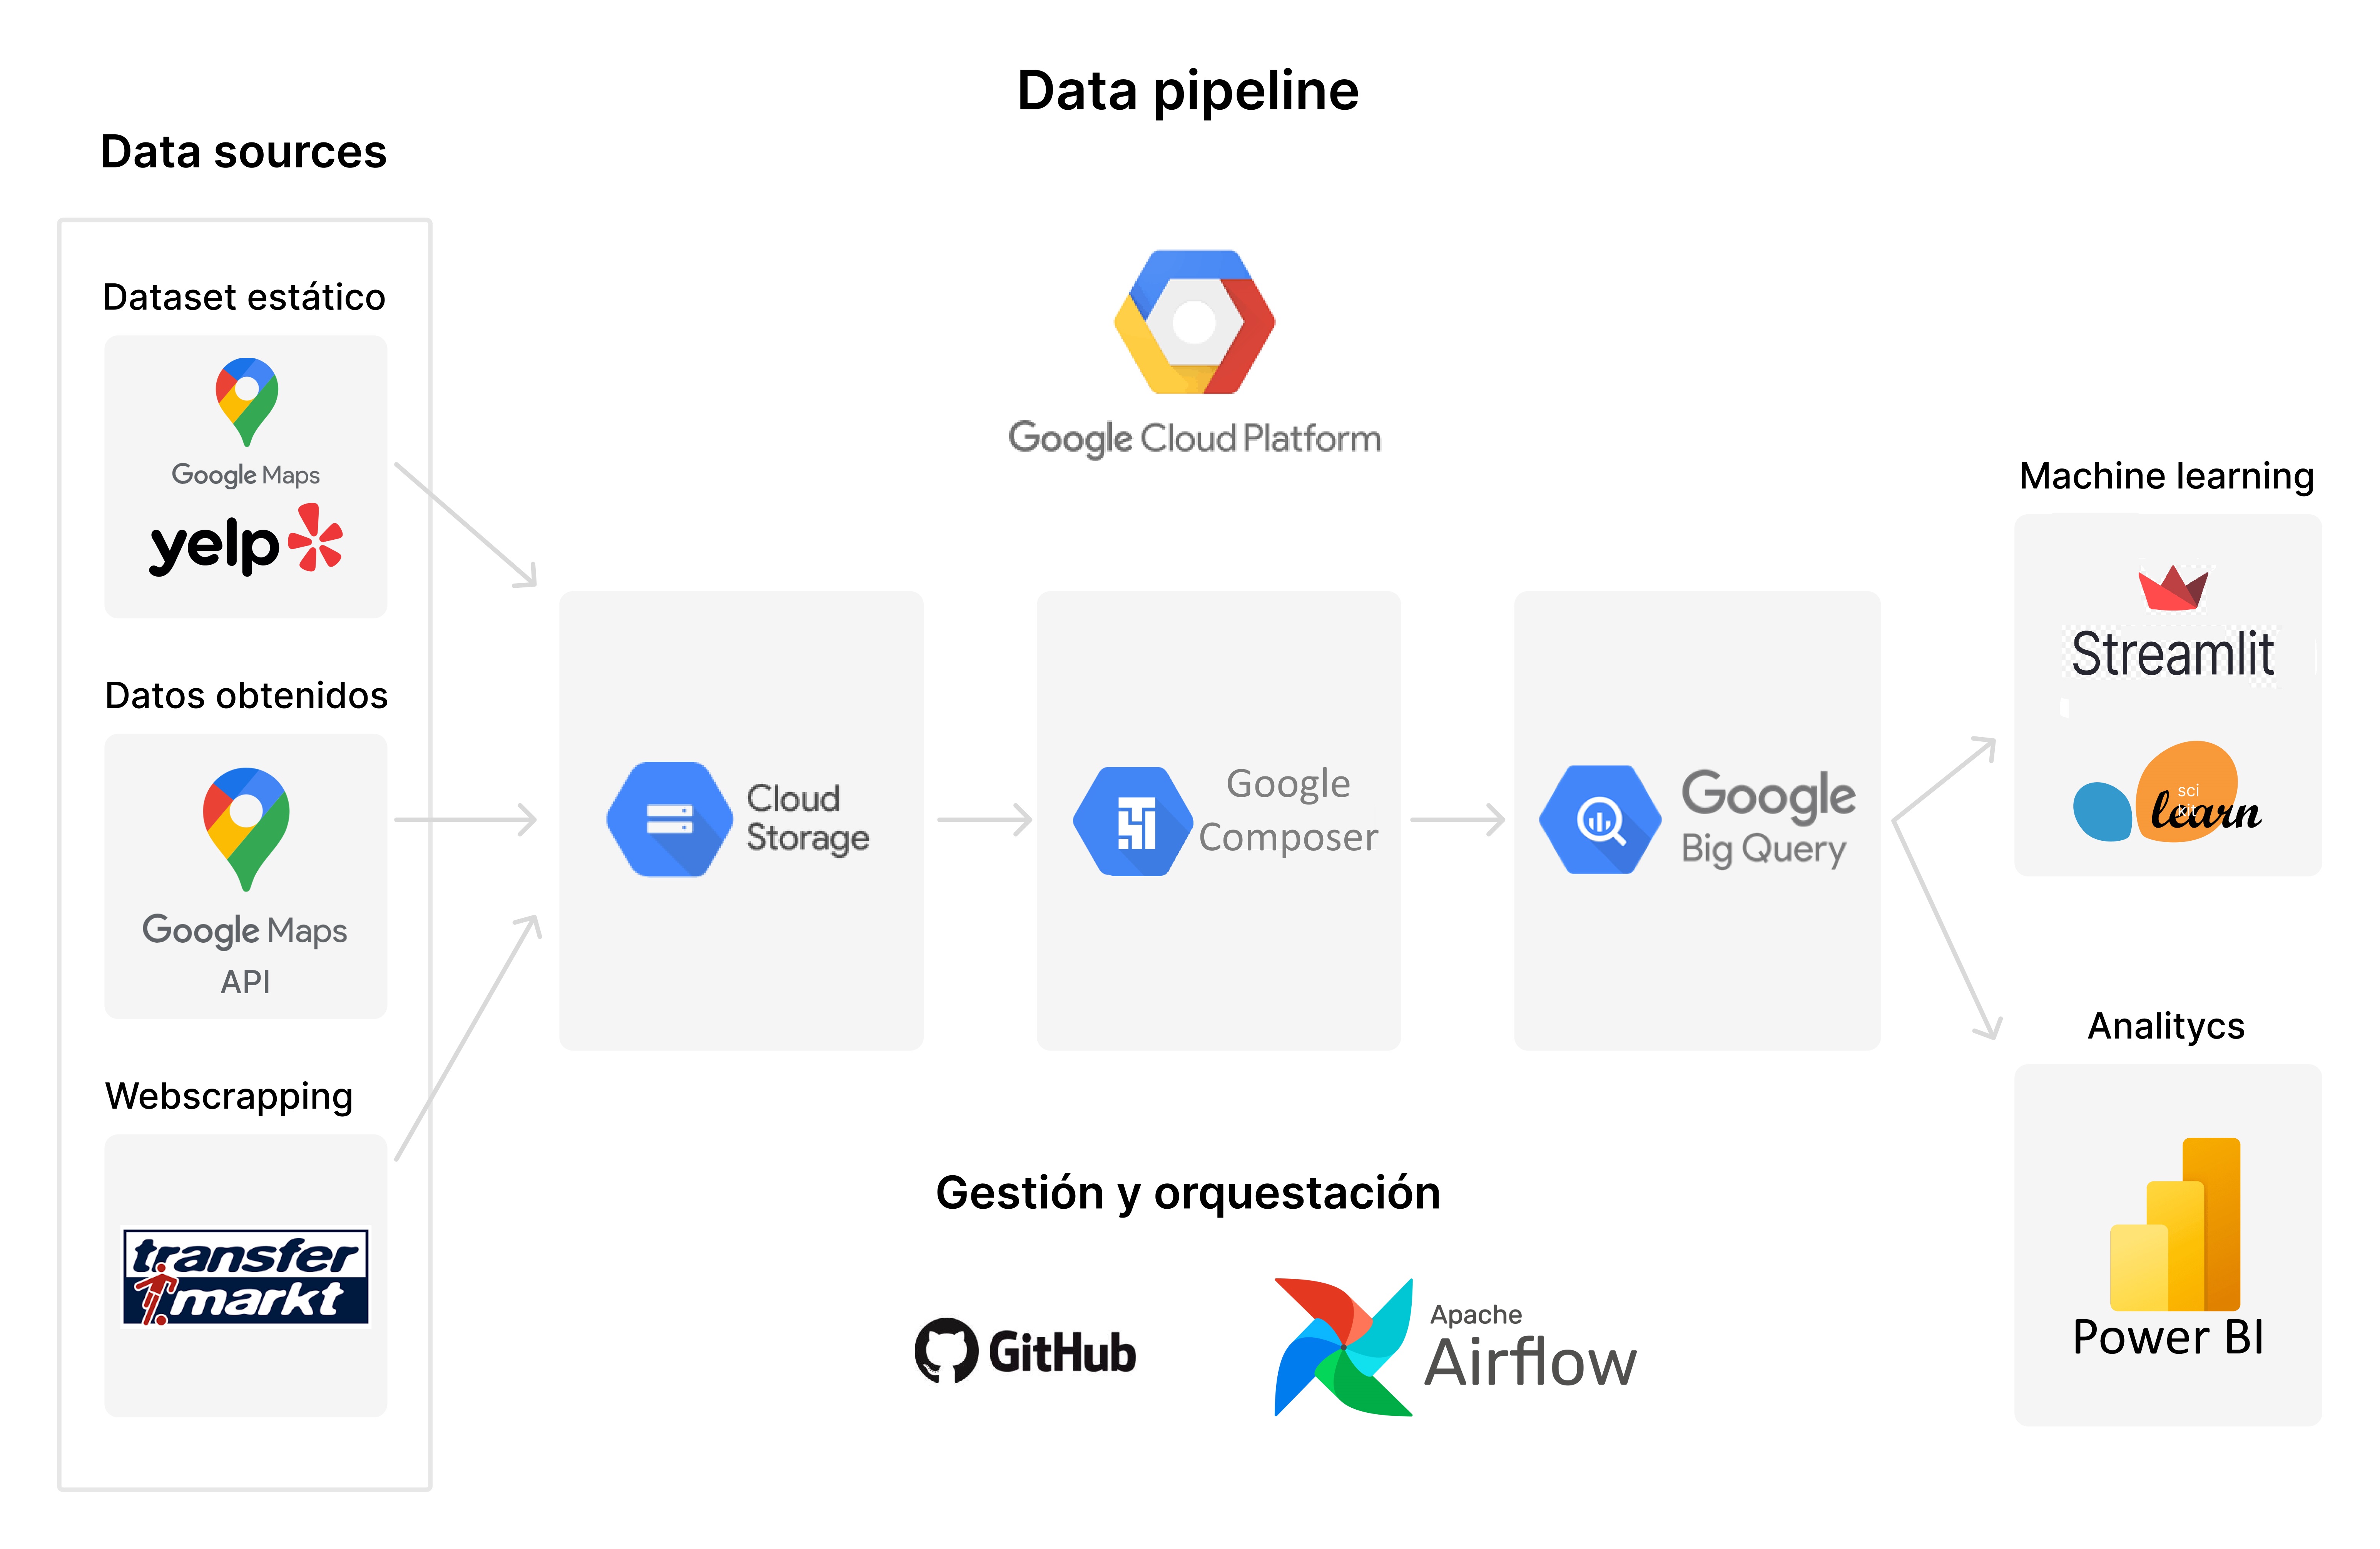 Data pipeline
Data sources
Dataset estático
Google Maps
yelp
Datos obtenidos
Google Maps
API
Webscrapping
transfer
markt
Google Cloud Platform
Cloud
Storage
Google
Composer
Google
Big Query
Gestión y orquestación
GitHub
Apache
Airflow
Machine learning
Streamlit
sci
kit
learn
Analitycs
Power BI